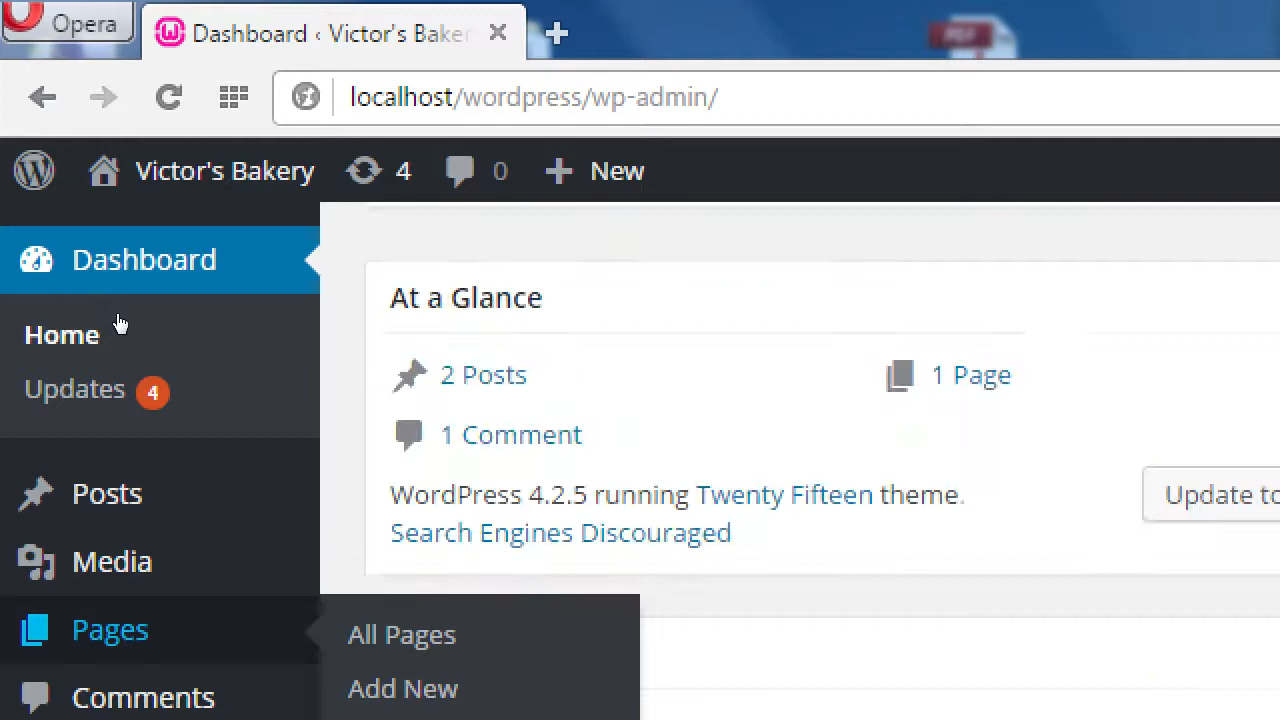 Opera
Dashboard ‹ Victor's Baker
PDF
localhost/wordpress/wp-admin/
Victor's Bakery 4 0 New
Dashboard
Home
Updates 4
Posts
Media
Pages
Comments
All Pages
Add New
At a Glance
2 Posts
1 Page
1 Comment
WordPress 4.2.5 running Twenty Fifteen theme.
Update to
Search Engines Discouraged